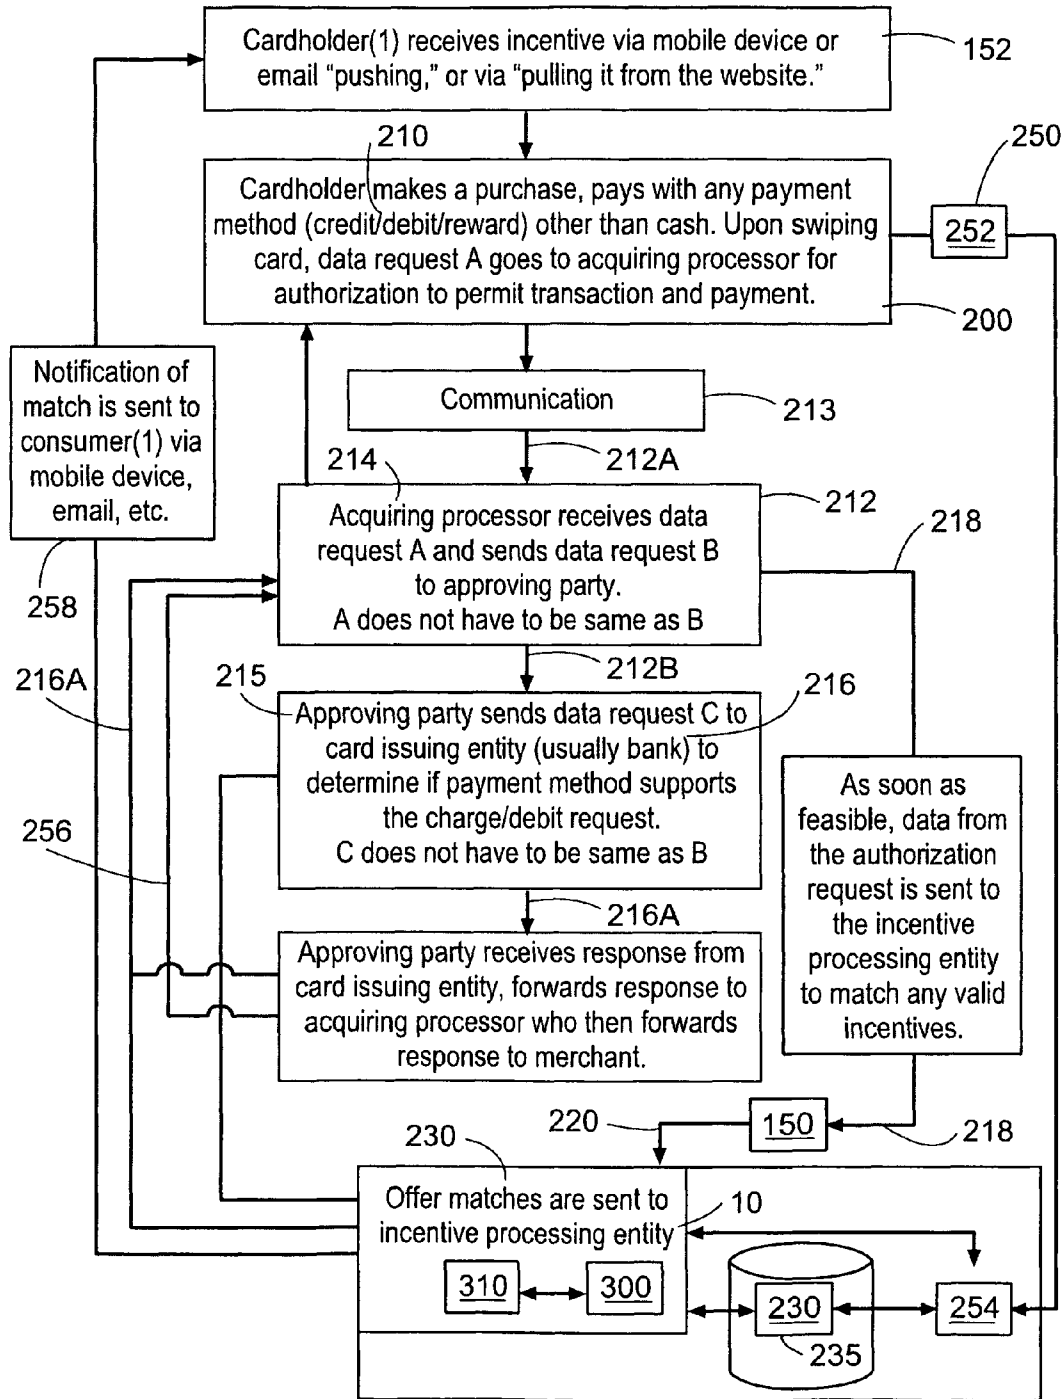 Cardholder(1) receives incentive via mobile device or
email “pushing,” or via “pulling it from the website.”
152
210
250
Cardholder makes a purchase, pays with any payment
method (credit/debit/reward) other than cash. Upon swiping
card, data request A goes to acquiring processor for
authorization to permit transaction and payment.
252
200
Notification of
match is sent to
consumer(1) via
mobile device,
email, etc.
258
Communication
213
212A
214
212
Acquiring processor receives data
request A and sends data request B
to approving party.
A does not have to be same as B
218
216A
212B
215
216
Approving party sends data request C to
card issuing entity (usually bank) to
determine if payment method supports
the charge/debit request.
C does not have to be same as B
256
As soon as
feasible, data from
the authorization
request is sent to
the incentive
processing entity
to match any valid
incentives.
216A
Approving party receives response from
card issuing entity, forwards response to
acquiring processor who then forwards
response to merchant.
220
150
218
230
Offer matches are sent to
incentive processing entity
10
310
300
230
254
235